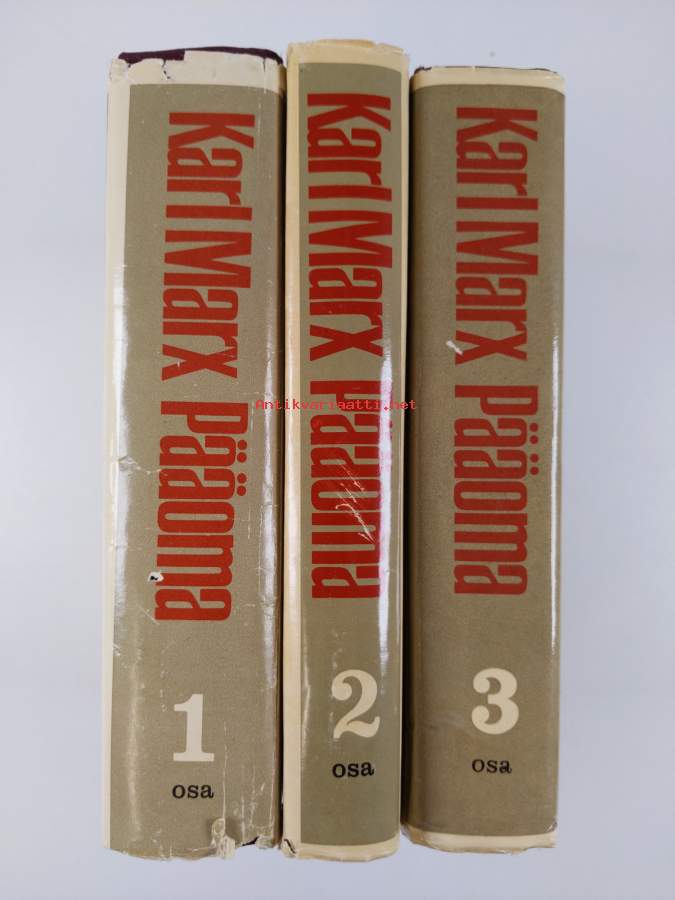 Karl Marx Pääoma
1
osa
Karl Marx Pääoma
2
osa
Karl Marx Pääoma
3
osa
Antikvariaatti.net